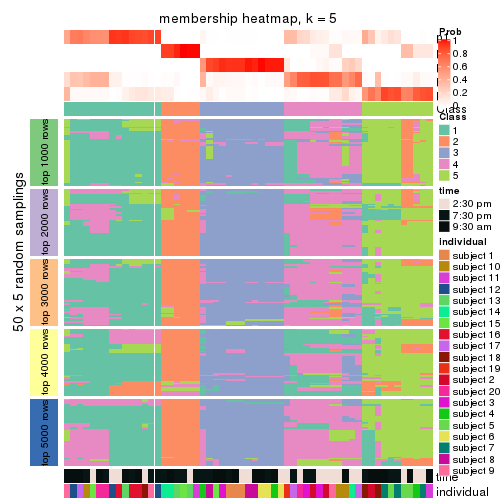 membership heatmap, k = 5
Prob
1
0.8
0.6
0.4
0.2
0
Class
Class
1
2
3
4
5
time
2:30 pm
7:30 pm
9:30 am
individual
subject 1
subject 10
subject 11
subject 12
subject 13
subject 14
subject 15
subject 16
subject 17
subject 18
subject 19
subject 2
subject 20
subject 3
subject 4
subject 5
subject 6
subject 7
subject 8
subject 9
50 x 5 random samplings
top 1000 rows
top 2000 rows
top 3000 rows
top 4000 rows
top 5000 rows
time
individual